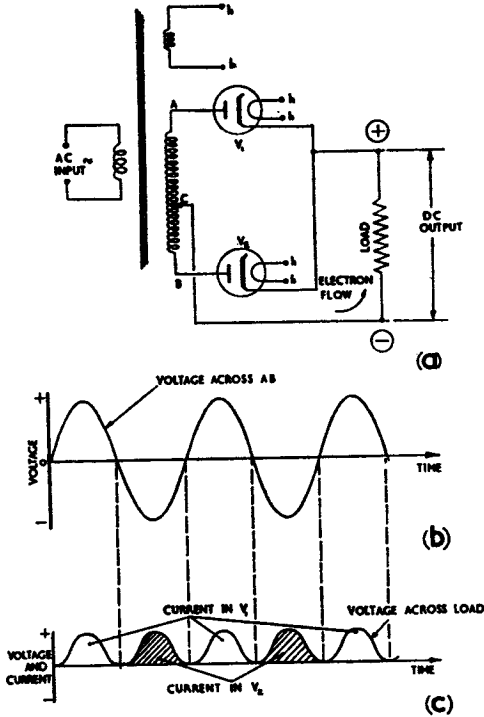 h
h
A
h
h
V₁
AC
INPUT ~
C
V₂
h
h
B
ELECTRON
FLOW
LOAD
+
−
DC
OUTPUT
(a)
VOLTAGE ACROSS AB
+
O
−
VOLTAGE
TIME
(b)
CURRENT IN V₁
VOLTAGE ACROSS LOAD
+
VOLTAGE
AND
CURRENT
−
TIME
CURRENT IN V₂
(c)